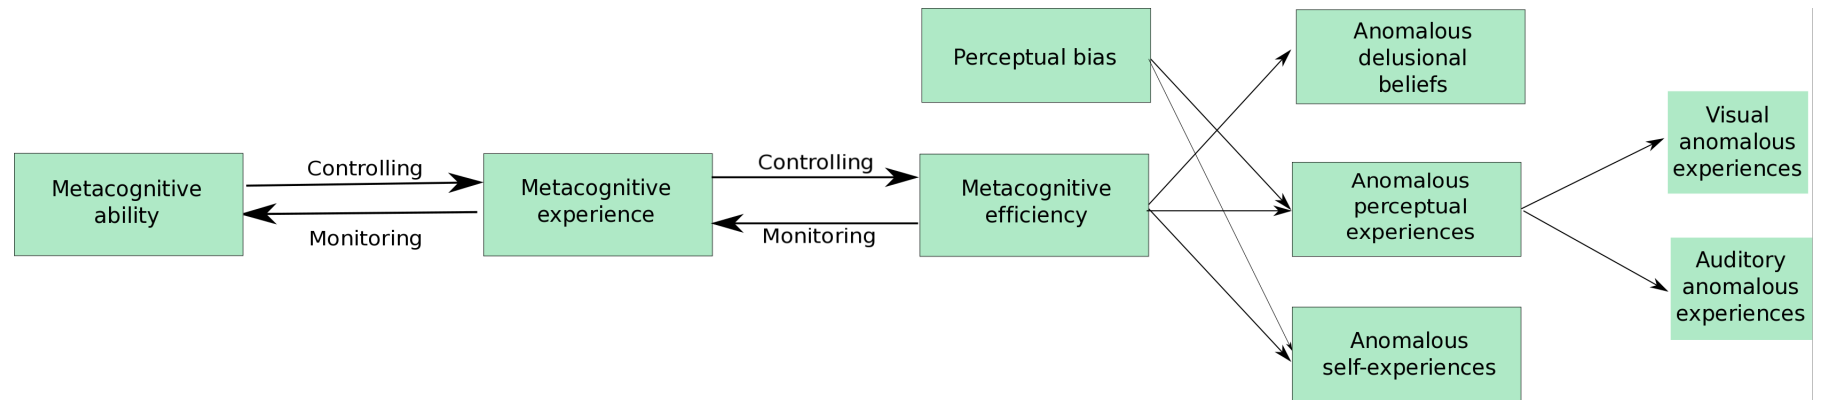 Metacognitive
ability
Controlling
Monitoring
Metacognitive
experience
Controlling
Monitoring
Perceptual bias
Metacognitive
efficiency
Anomalous
delusional
beliefs
Anomalous
perceptual
experiences
Anomalous
self-experiences
Visual
anomalous
experiences
Auditory
anomalous
experiences